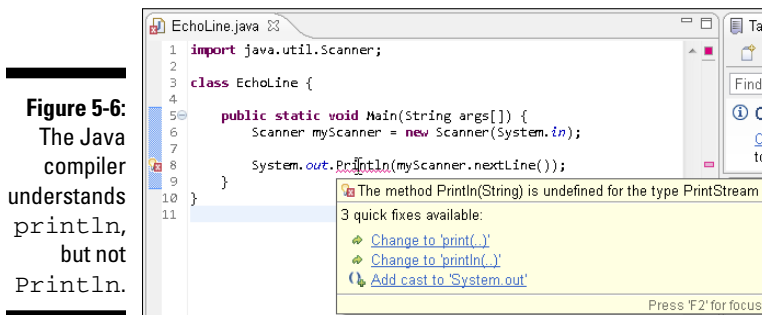 Figure 5-6:
The Java
compiler
understands
println,
but not
Println.
EchoLine.java
1 import java.util.Scanner;
2
3 class EchoLine {
4
5 public static void Main(String args[]) {
6 Scanner myScanner = new Scanner(System.in);
7
8 System.out.Println(myScanner.nextLine());
9 }
10 }
11
The method Println(String) is undefined for the type PrintStream
3 quick fixes available:
Change to 'print(..)'
Change to 'println(..)'
Add cast to 'System.out'
Press 'F2' for focus
Ta
Find